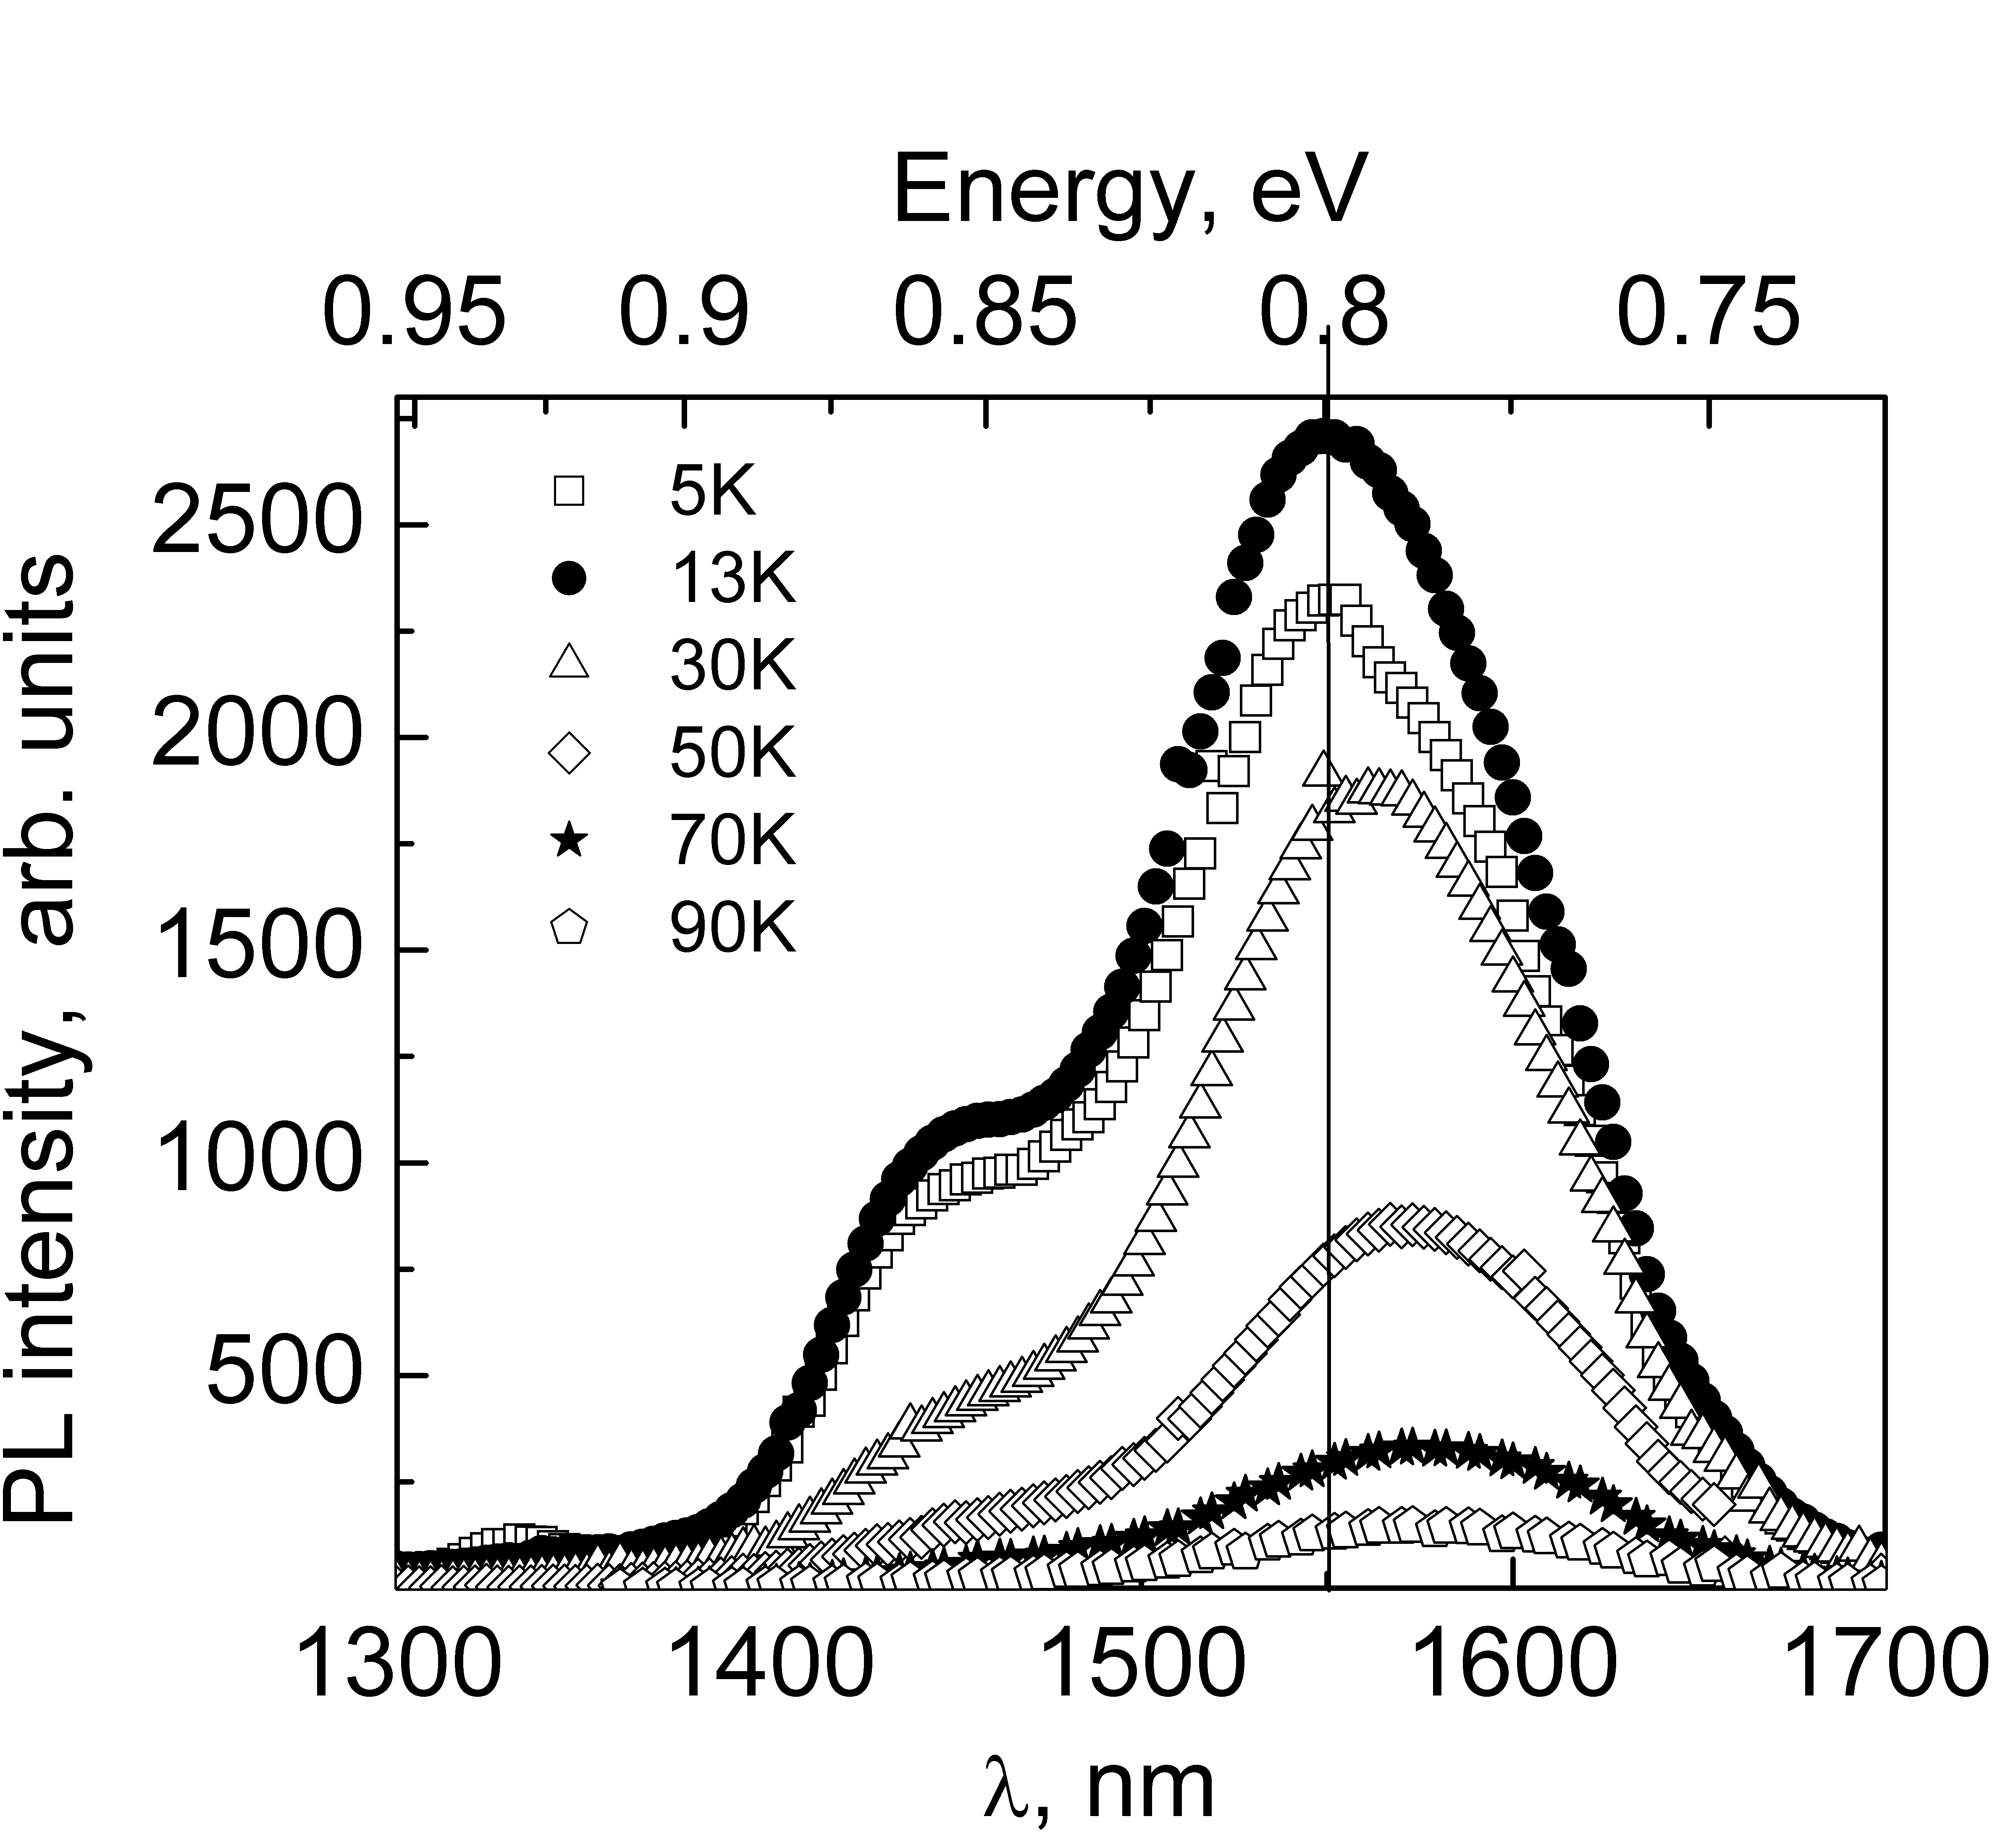 Energy, eV
0.95 0.9 0.85 0.8 0.75
PL intensity, arb. units
2500
2000
1500
1000
500
5K
13K
30K
50K
70K
90K
1300 1400 1500 1600 1700
λ, nm